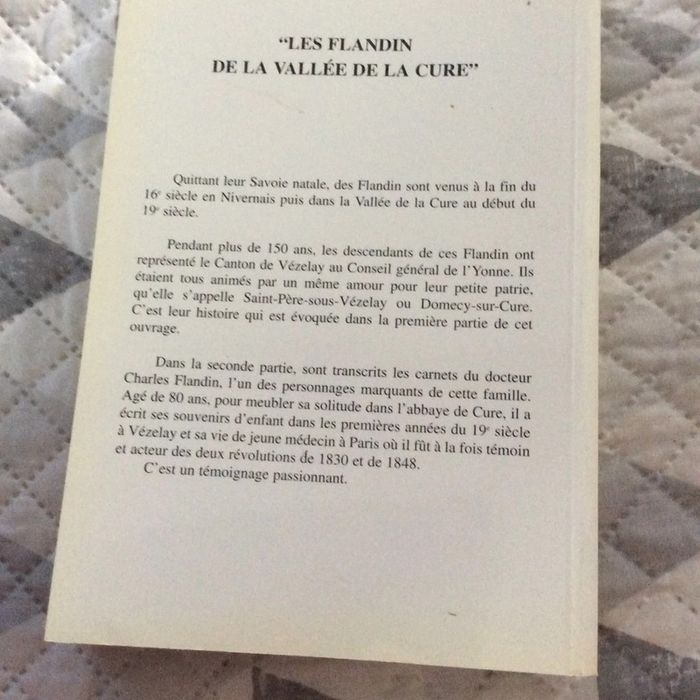 “LES FLANDIN
DE LA VALLÉE DE LA CURE”
Quittant leur Savoie natale, des Flandin sont venus à la fin du
16e siècle en Nivernais puis dans la Vallée de la Cure au début du
19e siècle.
Pendant plus de 150 ans, les descendants de ces Flandin ont
représenté le Canton de Vézelay au Conseil général de l’Yonne. Ils
étaient tous animés par un même amour pour leur petite patrie,
qu’elle s’appelle Saint-Père-sous-Vézelay ou Domecy-sur-Cure.
C’est leur histoire qui est évoquée dans la première partie de cet
ouvrage.
Dans la seconde partie, sont transcrits les carnets du docteur
Charles Flandin, l’un des personnages marquants de cette famille.
Agé de 80 ans, pour meubler sa solitude dans l’abbaye de Cure, il a
écrit ses souvenirs d’enfant dans les premières années du 19e siècle
à Vézelay et sa vie de jeune médecin à Paris où il fût à la fois témoin
et acteur des deux révolutions de 1830 et de 1848.
C’est un témoignage passionnant.